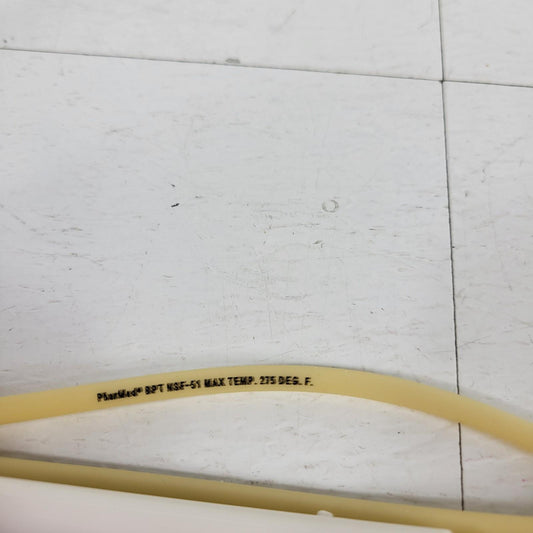 PharMed® BPT NSF-51 MAX TEMP. 275 DEG. F.